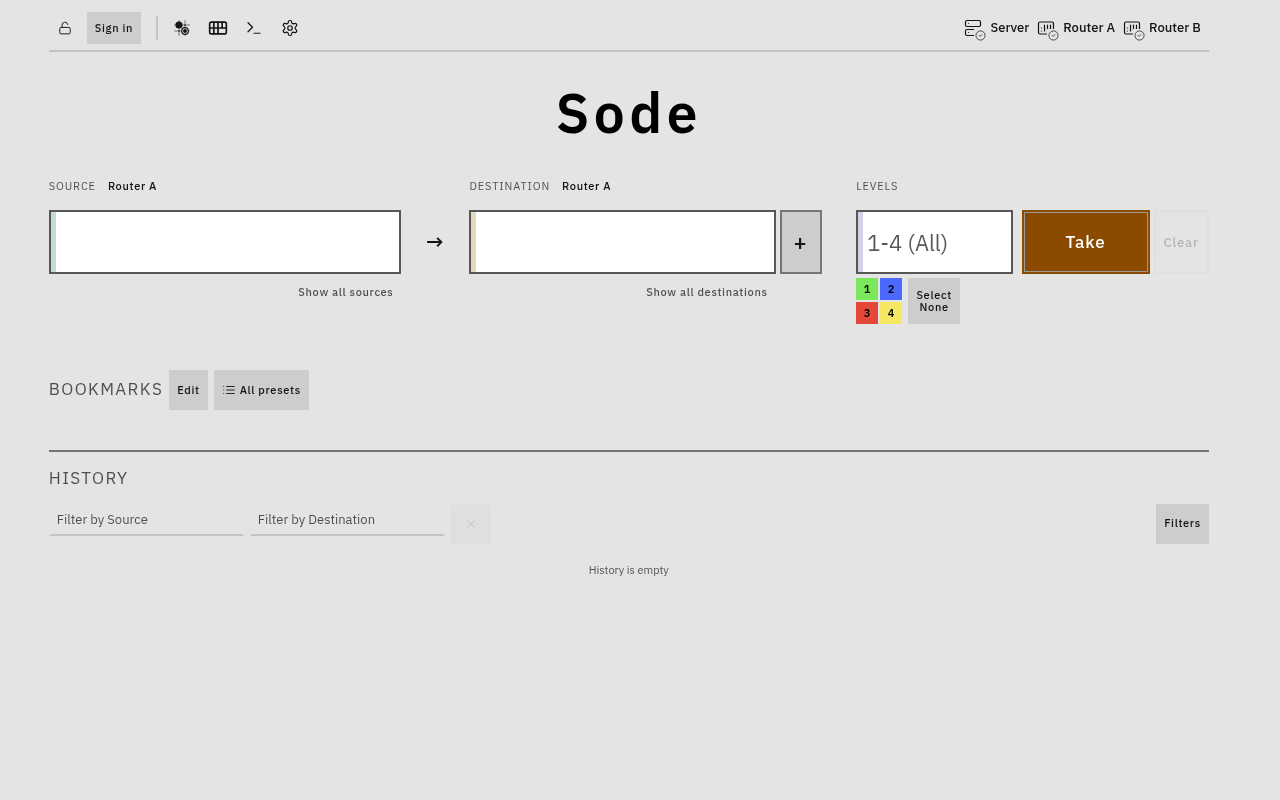 Sign in
Server Router A Router B
Sode
SOURCE Router A
DESTINATION Router A
LEVELS
→
+
1-4 (All)
Take
Clear
Show all sources
Show all destinations
1 2
3 4
Select
None
BOOKMARKS
Edit
All presets
HISTORY
Filter by Source
Filter by Destination
Filters
History is empty